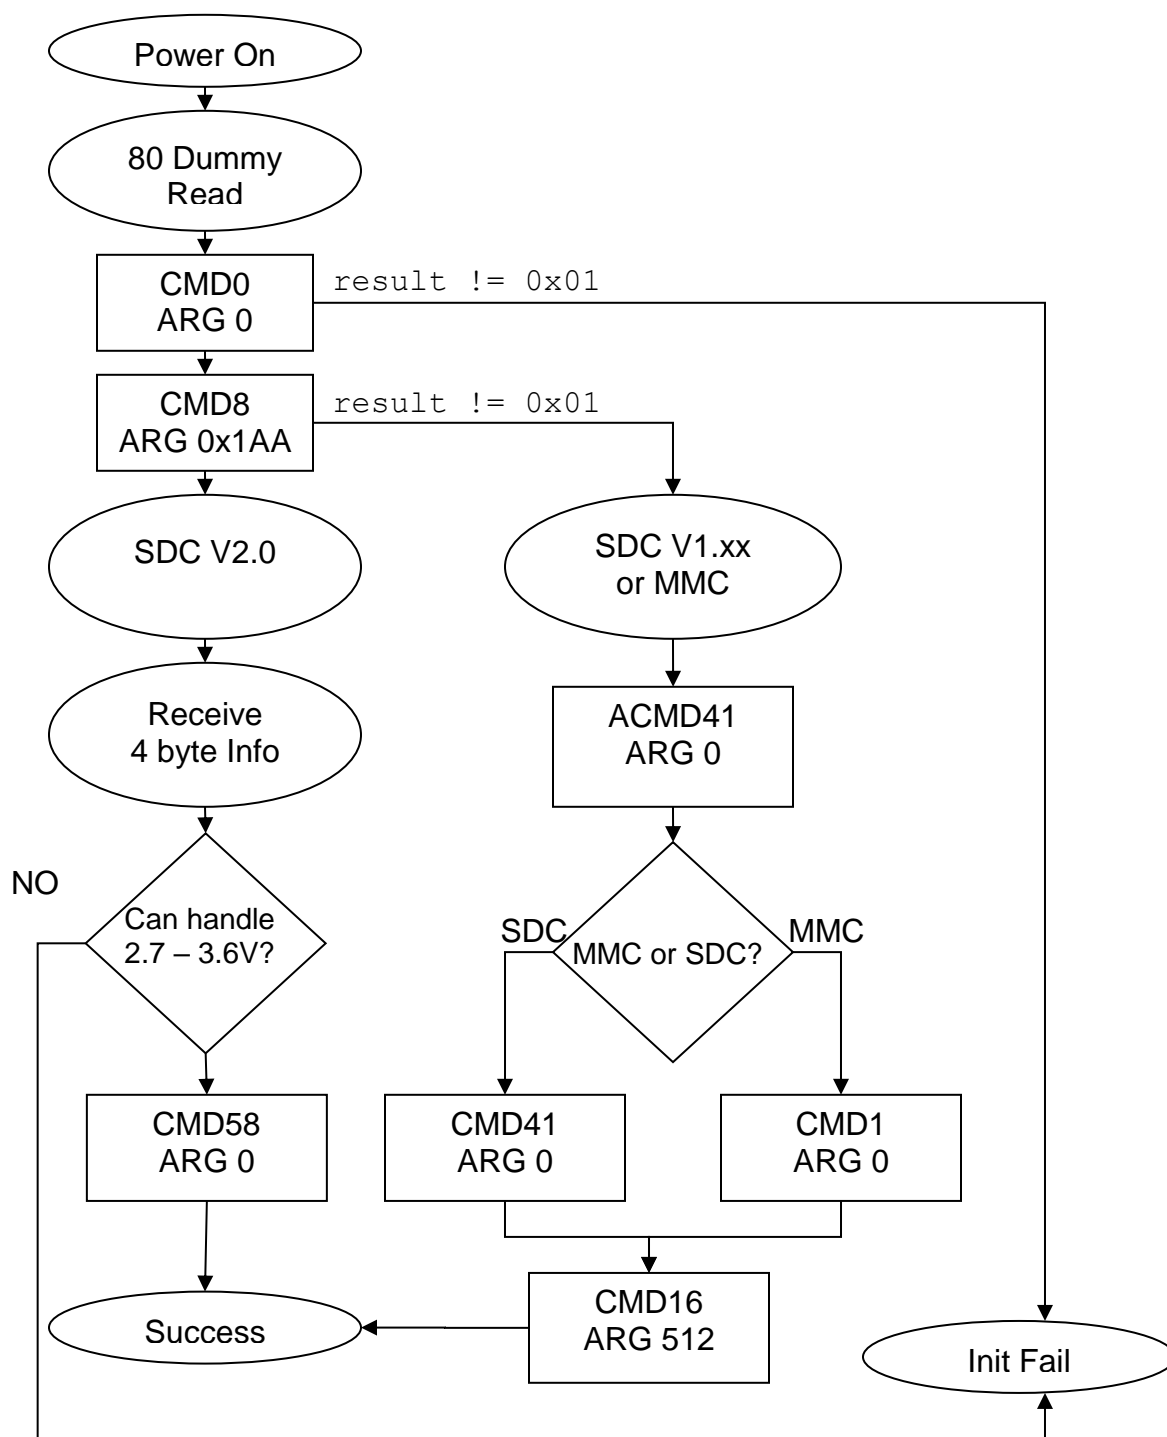 Power On
80 Dummy
Read
CMD0
ARG 0
result != 0x01
CMD8
ARG 0x1AA
result != 0x01
SDC V2.0
SDC V1.xx
or MMC
Receive
4 byte Info
ACMD41
ARG 0
NO
Can handle
2.7 – 3.6V?
SDC
MMC or SDC?
MMC
CMD58
ARG 0
CMD41
ARG 0
CMD1
ARG 0
Success
CMD16
ARG 512
Init Fail